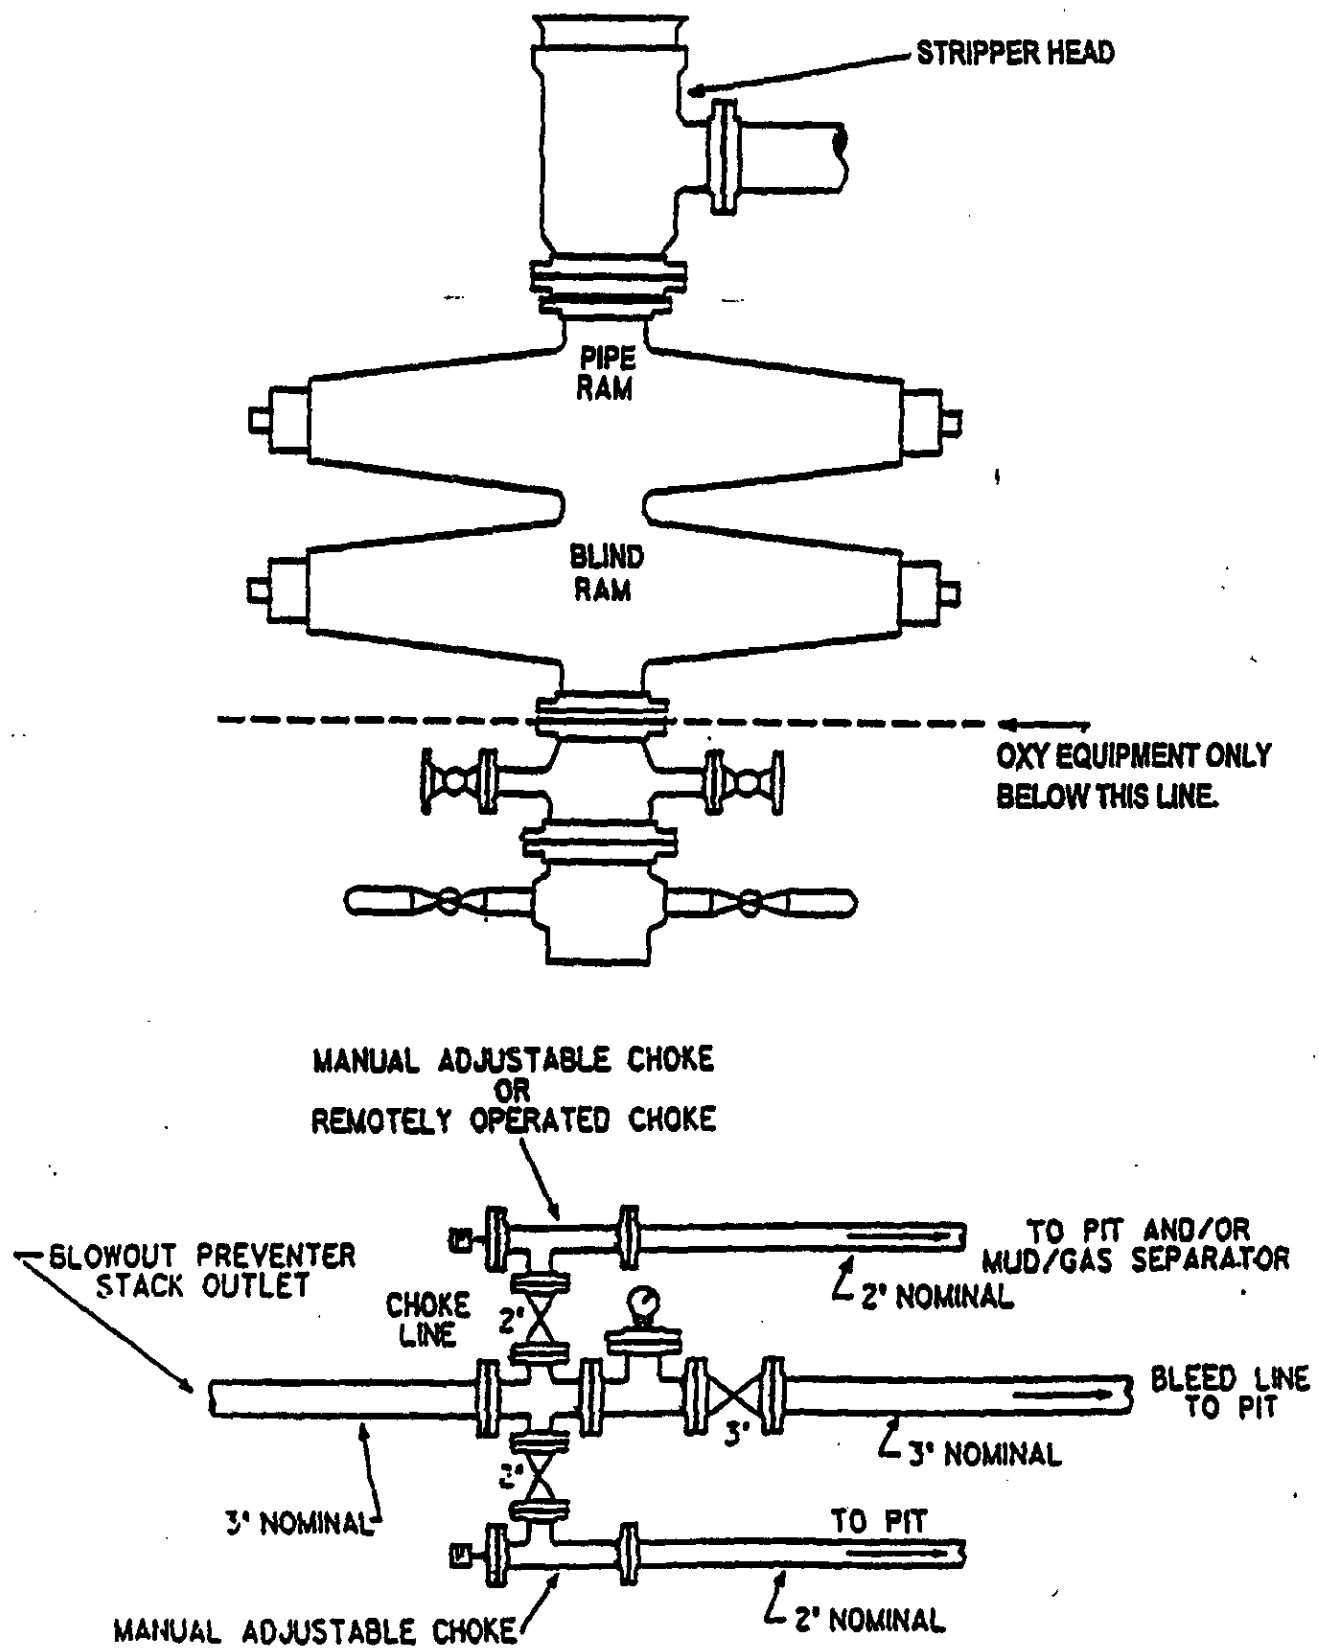 STRIPPER HEAD
PIPE
RAM
BLIND
RAM
OXY EQUIPMENT ONLY
BELOW THIS LINE.
MANUAL ADJUSTABLE CHOKE
OR
REMOTELY OPERATED CHOKE
BLOWOUT PREVENTER
STACK OUTLET
TO PIT AND/OR
MUD/GAS SEPARATOR
2" NOMINAL
CHOKE
LINE
2"
BLEED LINE
TO PIT
3"
3" NOMINAL
2"
3" NOMINAL
TO PIT
2" NOMINAL
MANUAL ADJUSTABLE CHOKE